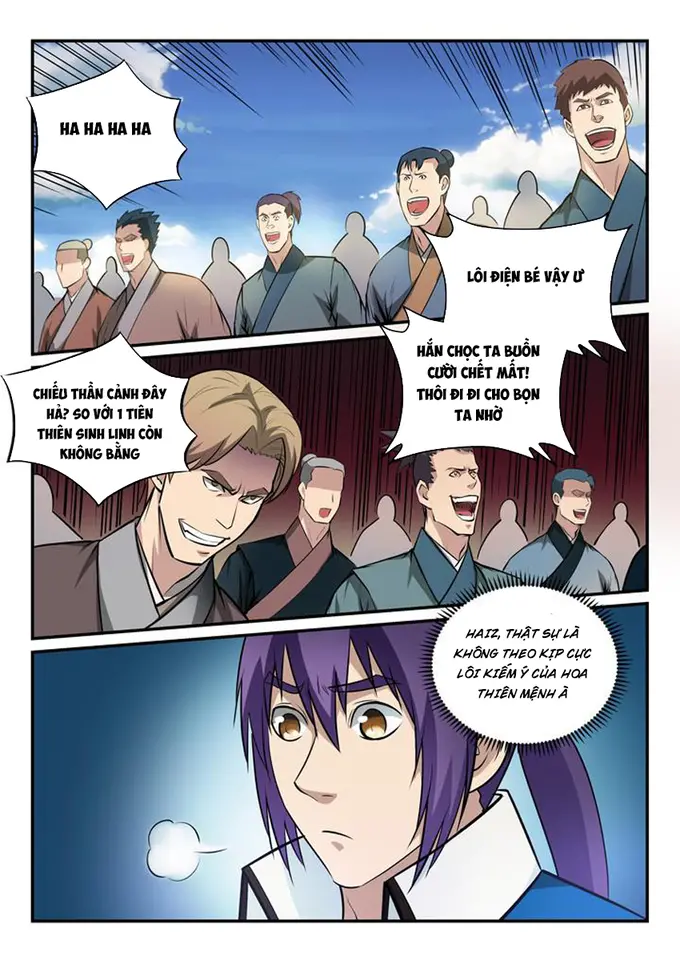 HA HA HA HA
LÔI ĐIỆN BÉ VẬY Ư
HẮN CHỌC TA BUỒN
CƯỜI CHẾT MẤT!
THÔI ĐI ĐI CHO BỌN
TA NHỜ
CHIẾU THẦN CẢNH ĐÂY
HẢ? SO VỚI 1 TIÊN
THIÊN SINH LINH CÒN
KHÔNG BẰNG
HAIZ, THẬT SỰ LÀ
KHÔNG THEO KỊP CỰC
LÔI KIẾM Ý CỦA HOA
THIÊN MỆNH À